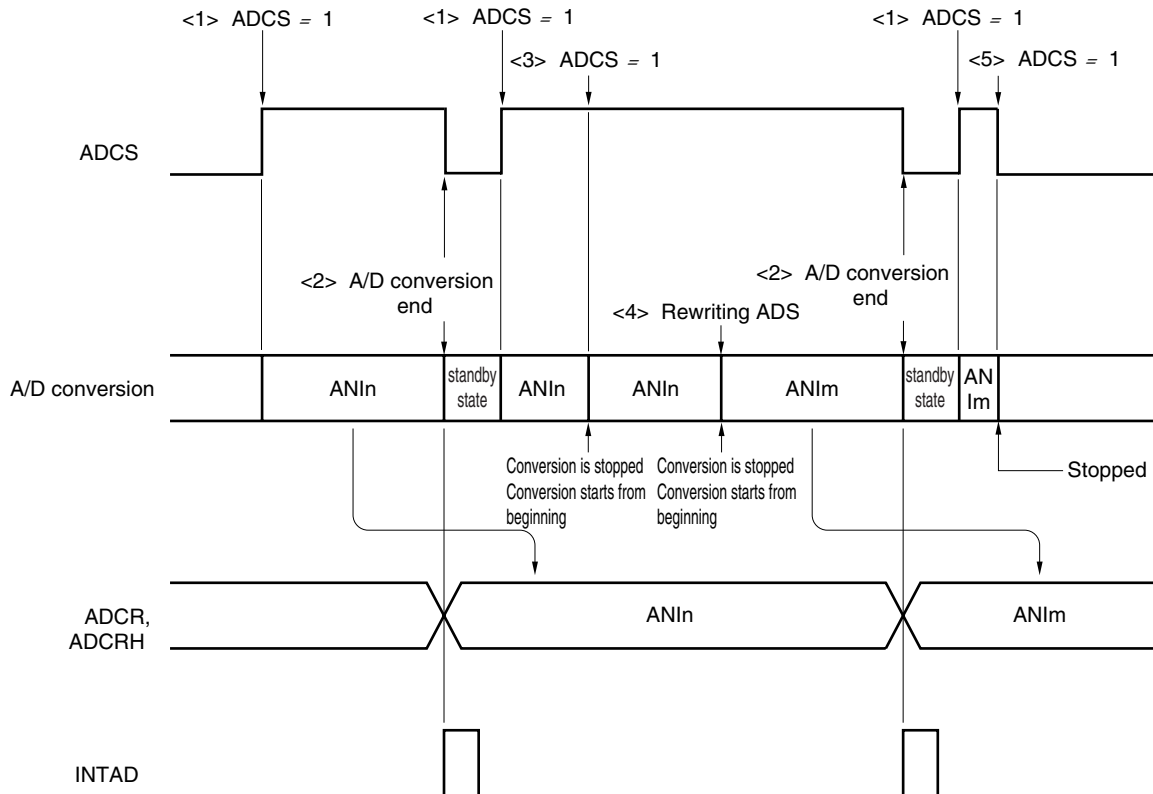 <1> ADCS = 1
<1> ADCS = 1
<1> ADCS = 1
<3> ADCS = 1
<5> ADCS = 1
ADCS
<2> A/D conversion
end
<2> A/D conversion
end
<4> Rewriting ADS
A/D conversion
ANIn
standby
state
ANIn
ANIn
ANIm
standby
state
AN
Im
Conversion is stopped
Conversion starts from
beginning
Conversion is stopped
Conversion starts from
beginning
Stopped
ADCR,
ADCRH
ANIn
ANIm
INTAD